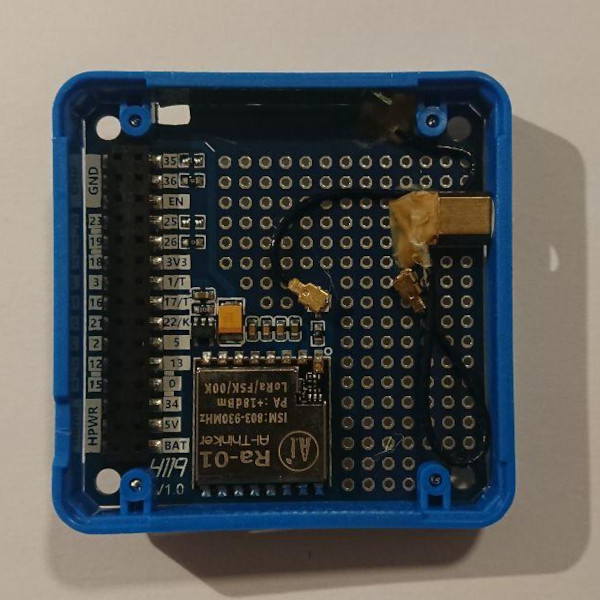 GND
35
36
EN
23
25
19
26
18
3V3
3
1/T
16
17/T
21
22/K
2
5
12
13
15
0
34
HPWR
5V
BAT
4119
V1.0
Ra-01
Ai-Thinker
Ai
ISM:803-930MHz
PA:+18dBm
LoRa/FSK/OOK